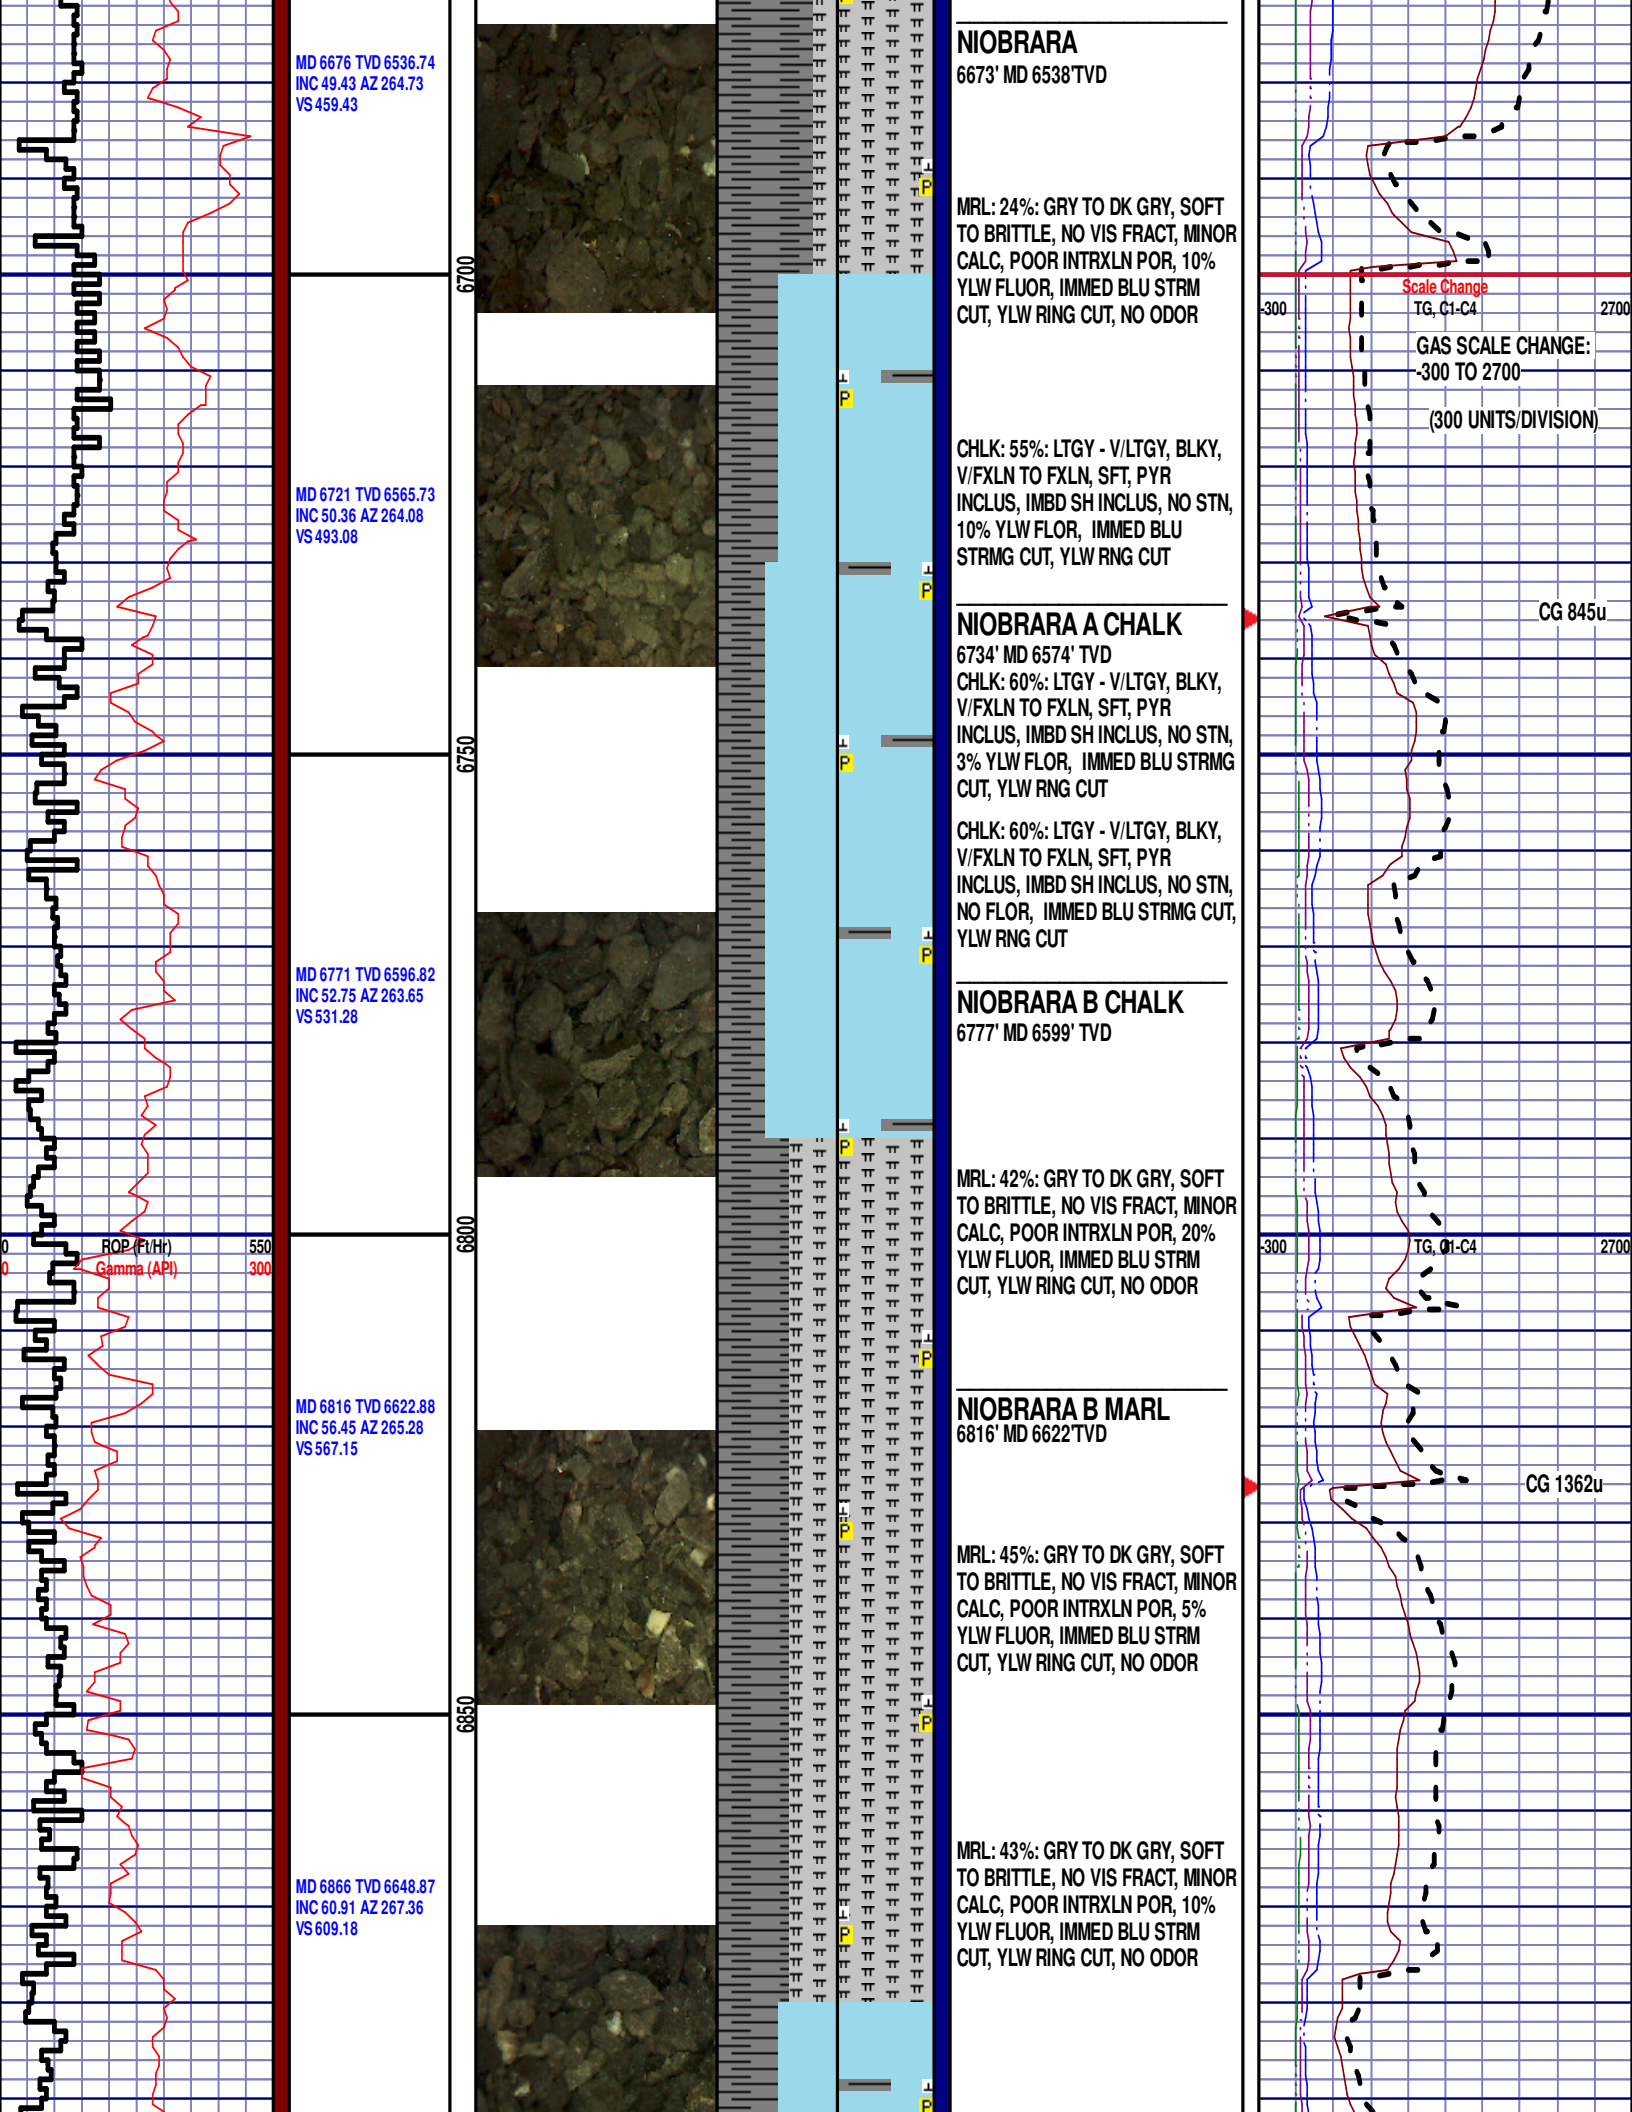 MD 6676 TVD 6536.74
INC 49.43 AZ 264.73
VS 459.43
MD 6721 TVD 6565.73
INC 50.36 AZ 264.08
VS 493.08
MD 6771 TVD 6596.82
INC 52.75 AZ 263.65
VS 531.28
0 ROP (Ft/Hr) 550
0 Gamma (API) 300
MD 6816 TVD 6622.88
INC 56.45 AZ 265.28
VS 567.15
MD 6866 TVD 6648.87
INC 60.91 AZ 267.36
VS 609.18
6700
6750
6800
6850
P
P
P
P
P
P
P
P
P
P
P
NIOBRARA
6673' MD 6538'TVD
MRL: 24%: GRY TO DK GRY, SOFT
TO BRITTLE, NO VIS FRACT, MINOR
CALC, POOR INTRXLN POR, 10%
YLW FLUOR, IMMED BLU STRM
CUT, YLW RING CUT, NO ODOR
CHLK: 55%: LTGY - V/LTGY, BLKY,
V/FXLN TO FXLN, SFT, PYR
INCLUS, IMBD SH INCLUS, NO STN,
10% YLW FLOR, IMMED BLU
STRMG CUT, YLW RNG CUT
NIOBRARA A CHALK
6734' MD 6574' TVD
CHLK: 60%: LTGY - V/LTGY, BLKY,
V/FXLN TO FXLN, SFT, PYR
INCLUS, IMBD SH INCLUS, NO STN,
3% YLW FLOR, IMMED BLU STRMG
CUT, YLW RNG CUT
CHLK: 60%: LTGY - V/LTGY, BLKY,
V/FXLN TO FXLN, SFT, PYR
INCLUS, IMBD SH INCLUS, NO STN,
NO FLOR, IMMED BLU STRMG CUT,
YLW RNG CUT
NIOBRARA B CHALK
6777' MD 6599' TVD
MRL: 42%: GRY TO DK GRY, SOFT
TO BRITTLE, NO VIS FRACT, MINOR
CALC, POOR INTRXLN POR, 20%
YLW FLUOR, IMMED BLU STRM
CUT, YLW RING CUT, NO ODOR
NIOBRARA B MARL
6816' MD 6622'TVD
MRL: 45%: GRY TO DK GRY, SOFT
TO BRITTLE, NO VIS FRACT, MINOR
CALC, POOR INTRXLN POR, 5%
YLW FLUOR, IMMED BLU STRM
CUT, YLW RING CUT, NO ODOR
MRL: 43%: GRY TO DK GRY, SOFT
TO BRITTLE, NO VIS FRACT, MINOR
CALC, POOR INTRXLN POR, 10%
YLW FLUOR, IMMED BLU STRM
CUT, YLW RING CUT, NO ODOR
Scale Change
-300 TG, C1-C4 2700
GAS SCALE CHANGE:
-300 TO 2700
(300 UNITS/DIVISION)
CG 845u
-300 TG, C1-C4 2700
CG 1362u